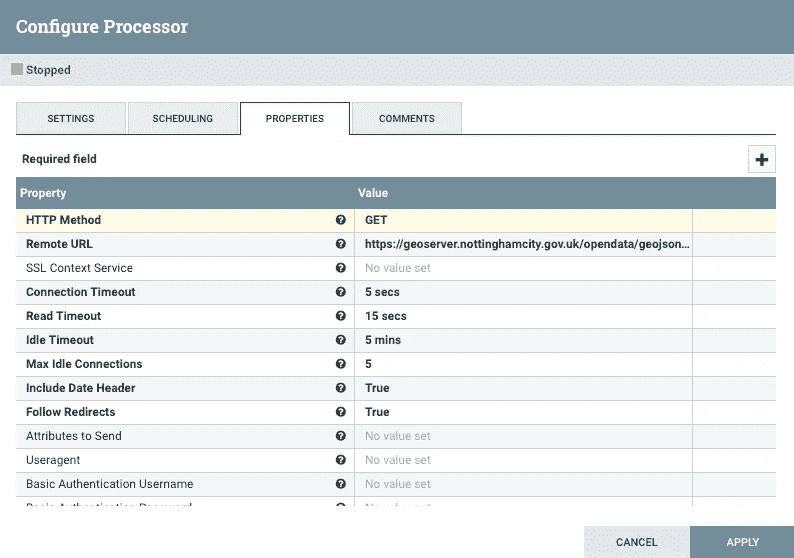 Configure Processor
Stopped
SETTINGS SCHEDULING PROPERTIES COMMENTS
Required field
Property Value
HTTP Method GET
Remote URL https://geoserver.nottinghamcity.gov.uk/opendata/geojson...
SSL Context Service No value set
Connection Timeout 5 secs
Read Timeout 15 secs
Idle Timeout 5 mins
Max Idle Connections 5
Include Date Header True
Follow Redirects True
Attributes to Send No value set
Useragent No value set
Basic Authentication Username No value set
CANCEL APPLY